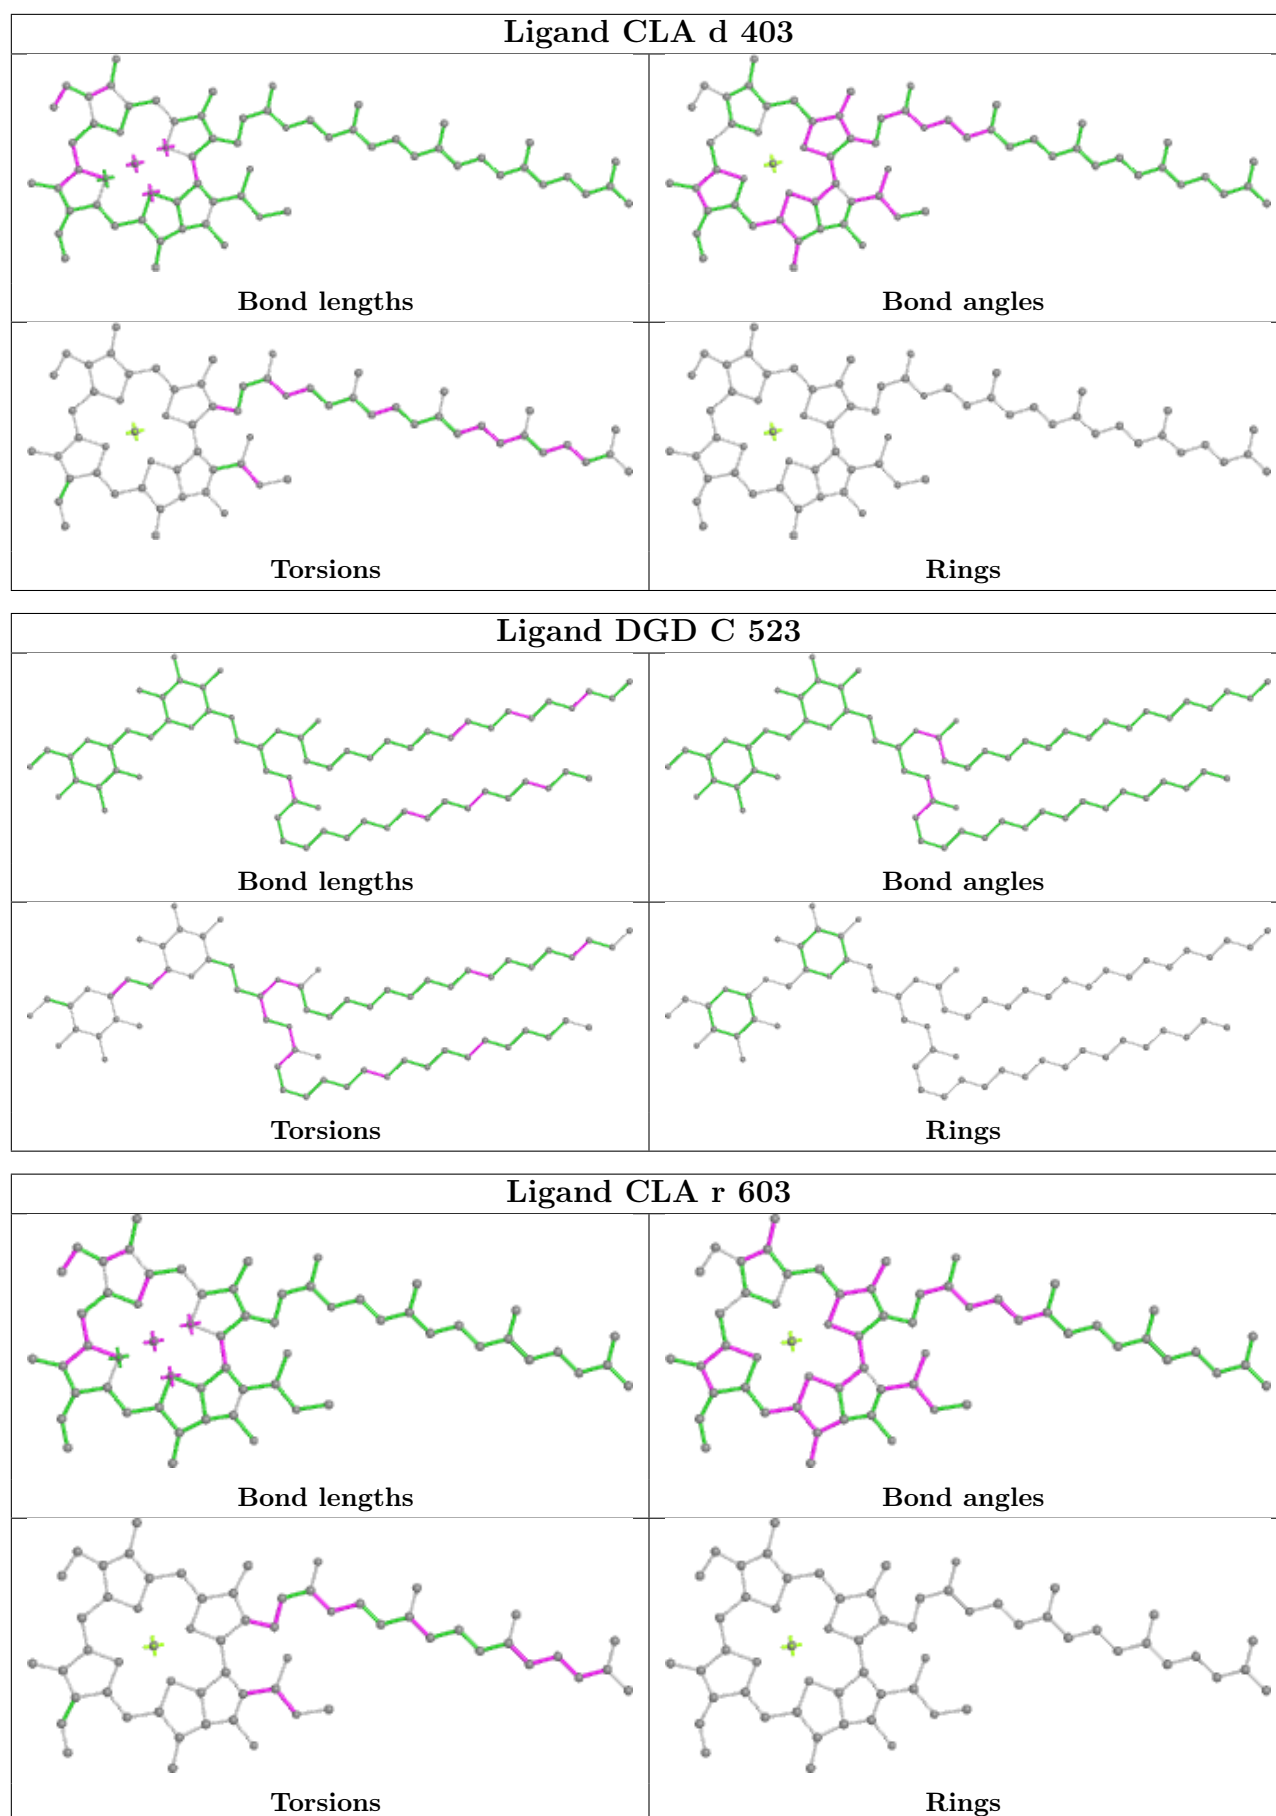 Ligand CLA d 403
Bond lengths
Bond angles
Torsions
Rings
Ligand DGD C 523
Bond lengths
Bond angles
Torsions
Rings
Ligand CLA r 603
Bond lengths
Bond angles
Torsions
Rings